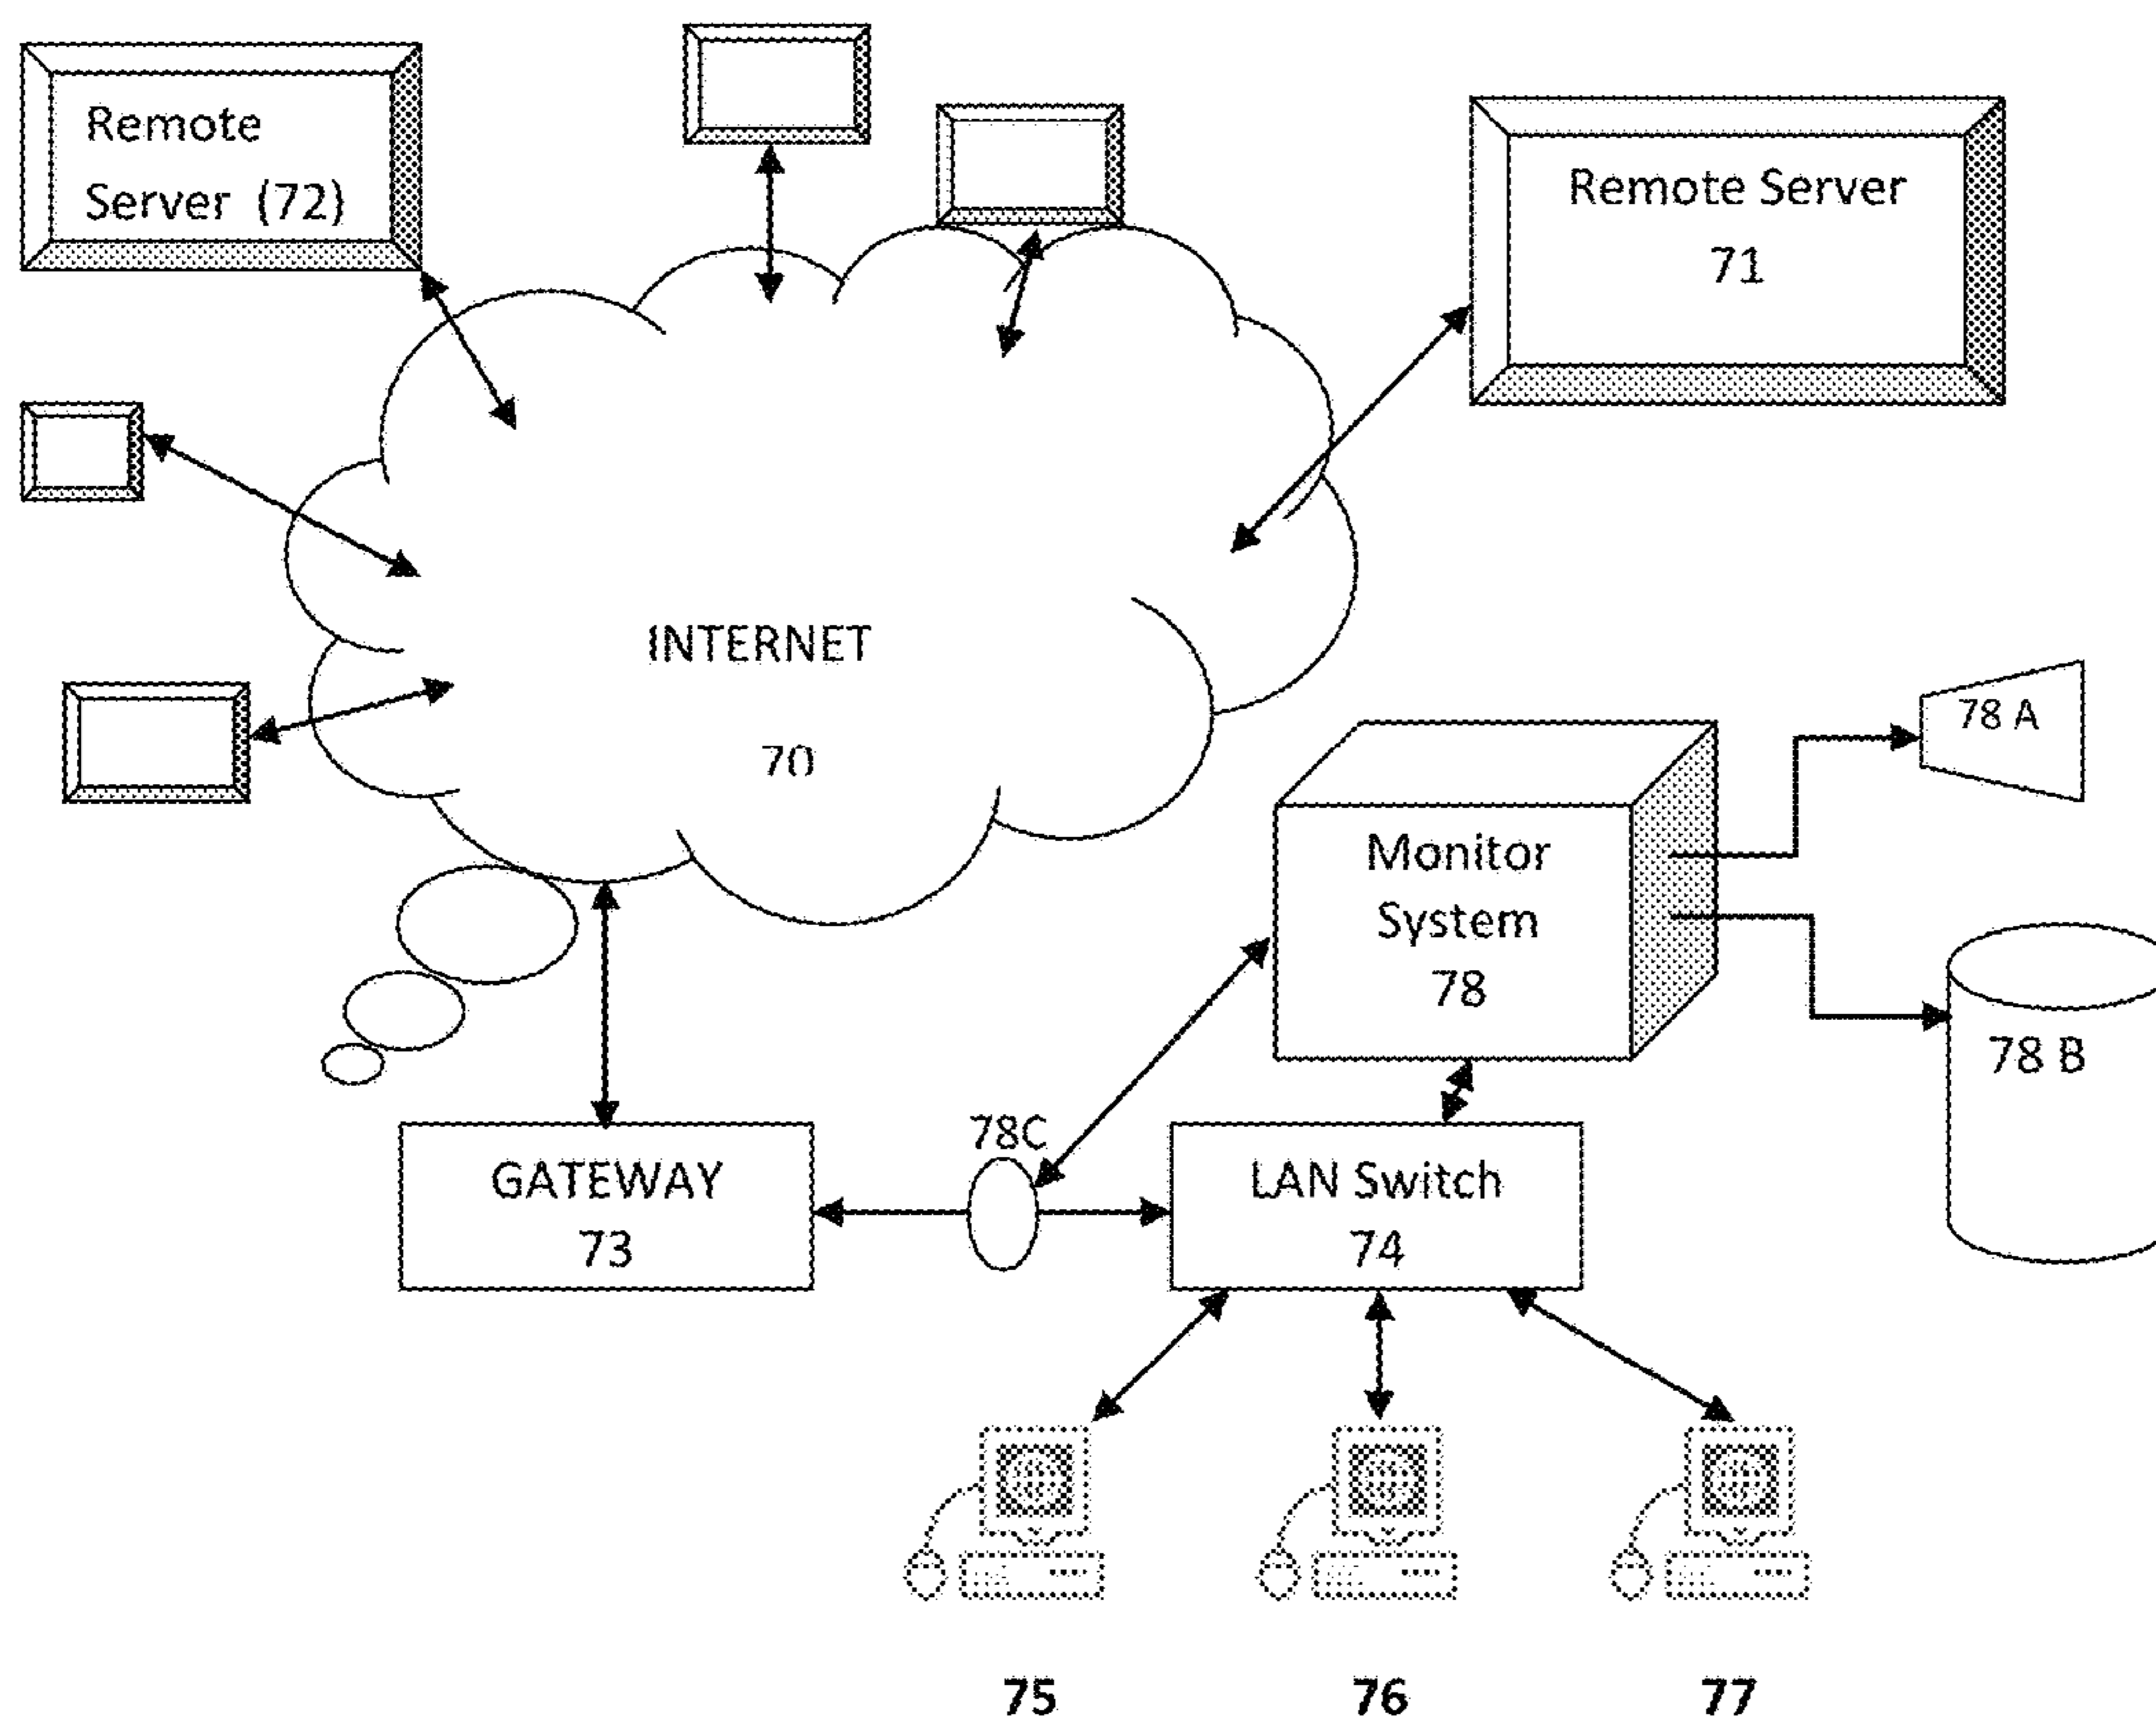 Remote
Server (72)
Remote Server
71
INTERNET
70
78 A
Monitor
System
78
78 B
78C
GATEWAY
73
LAN Switch
74
75
76
77